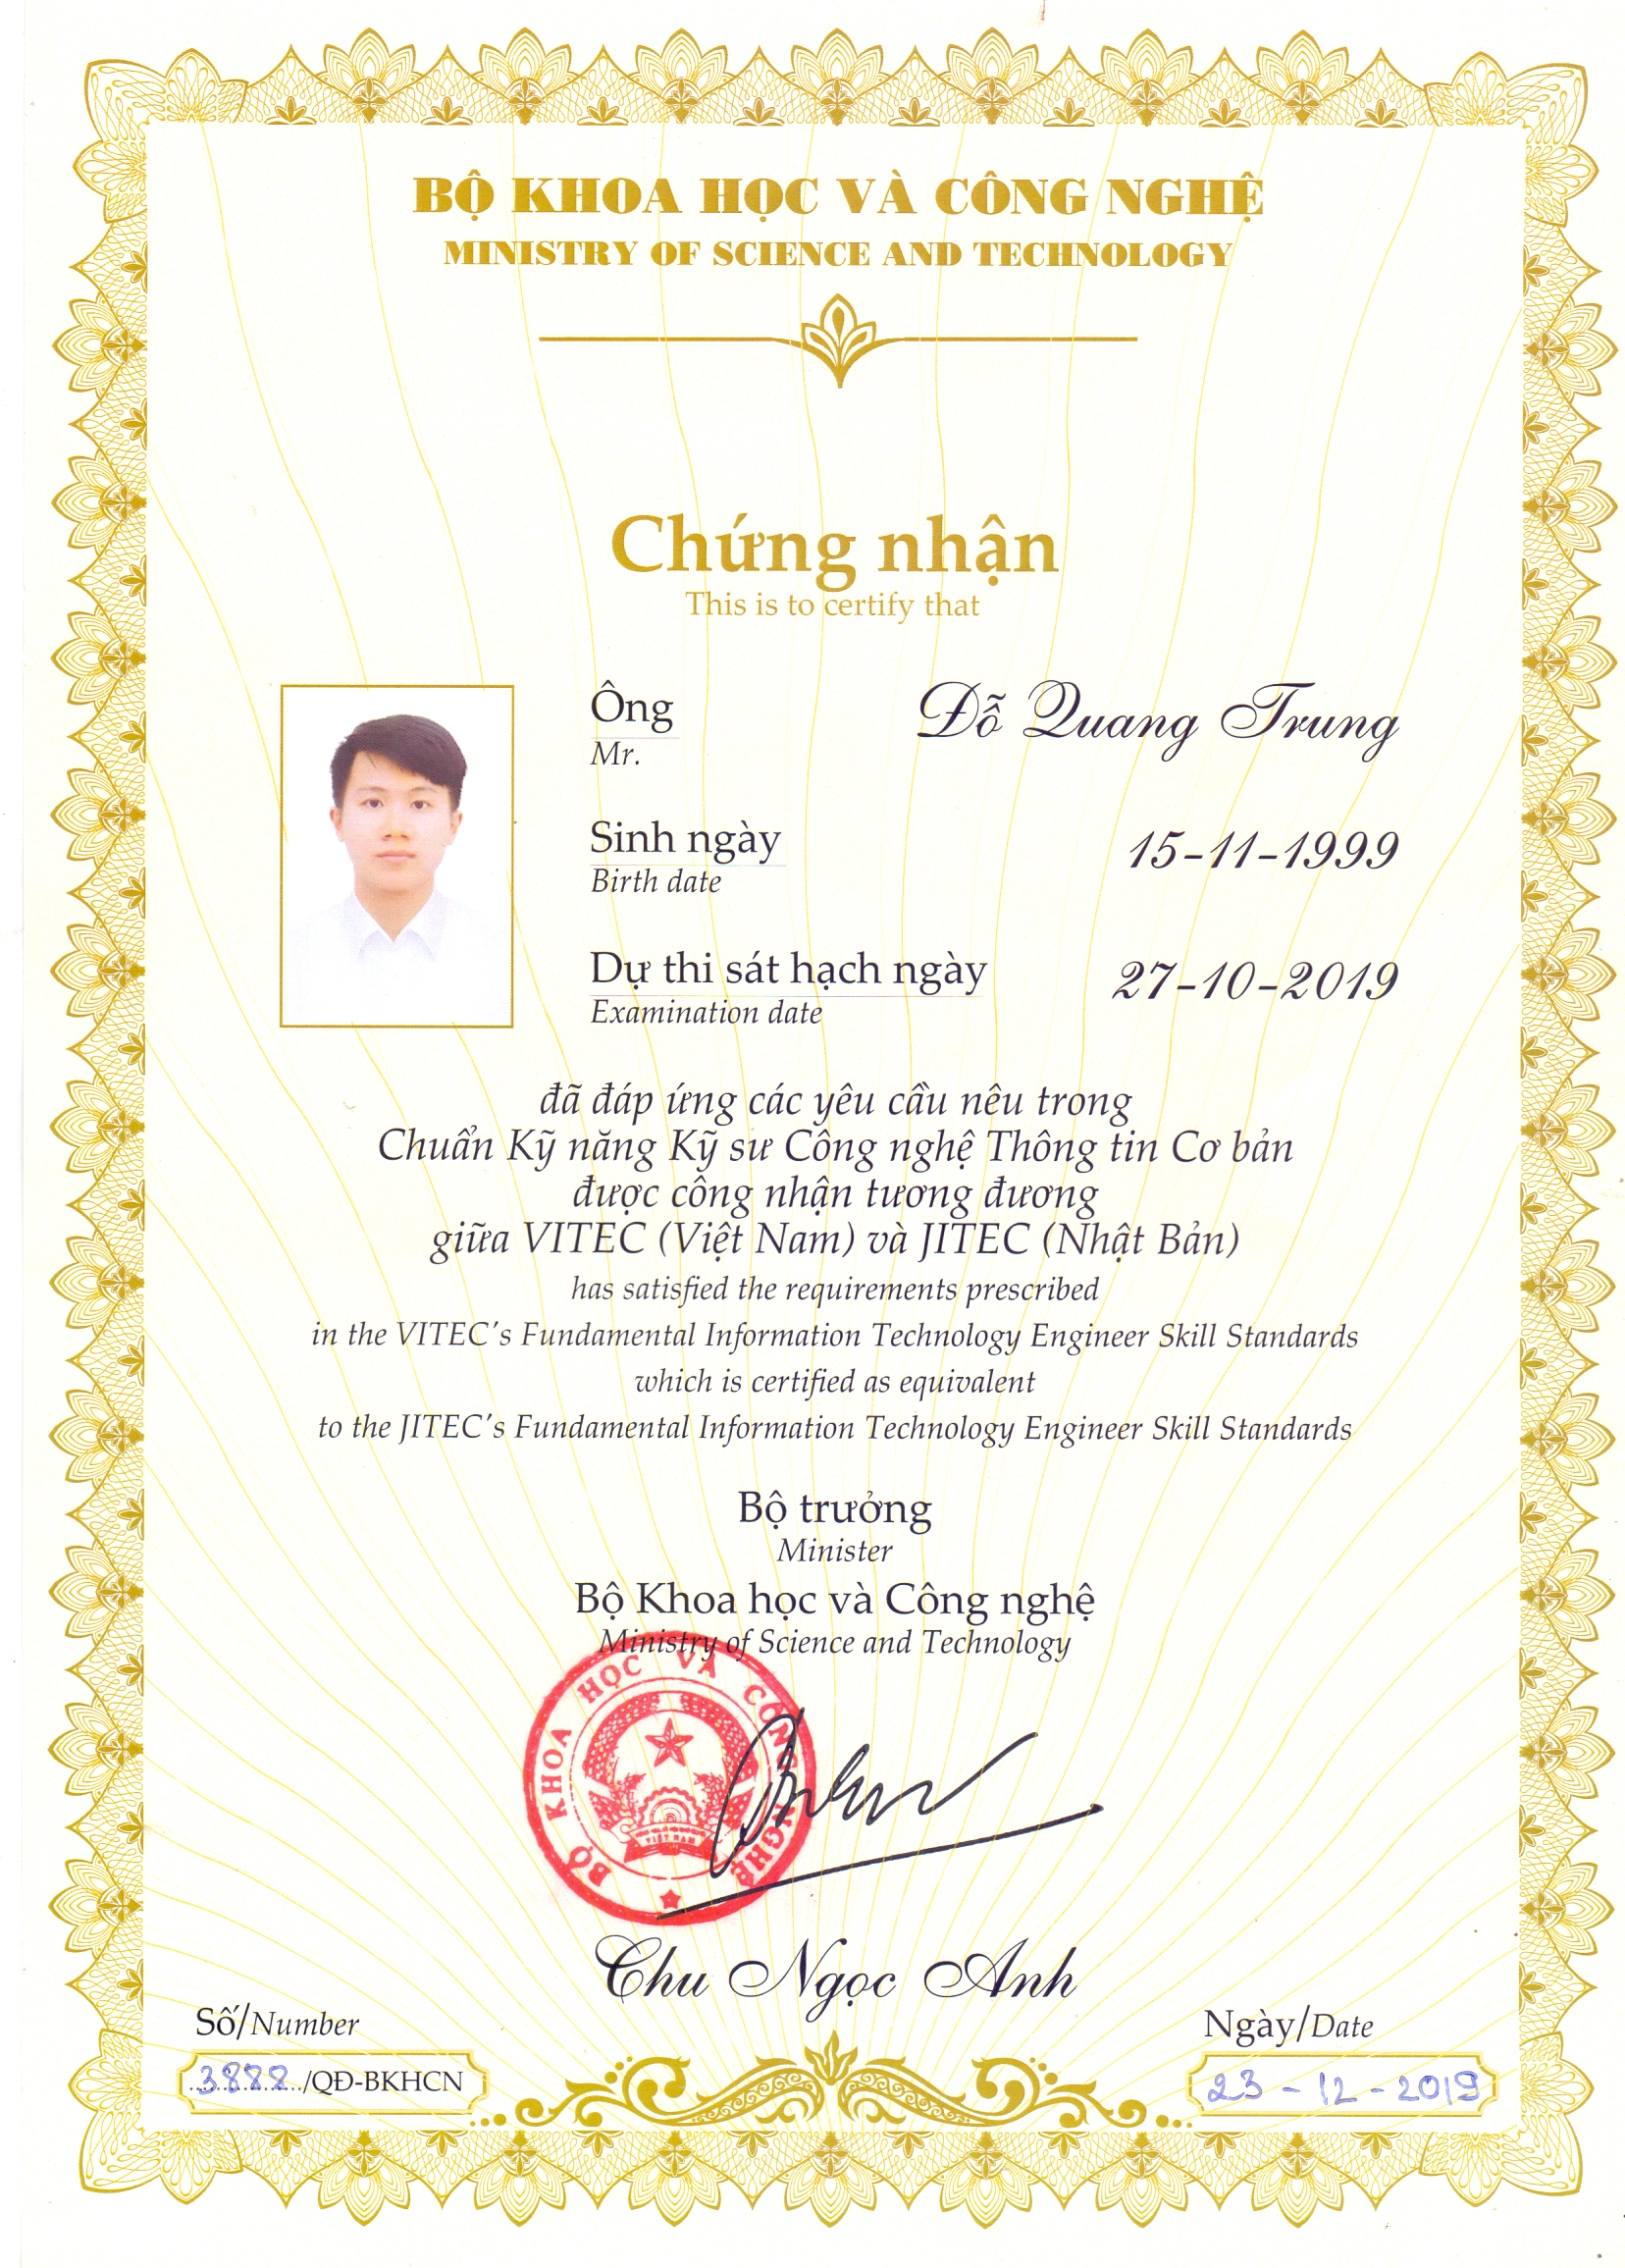 BỘ KHOA HỌC VÀ CÔNG NGHỆ
MINISTRY OF SCIENCE AND TECHNOLOGY
Chứng nhận
This is to certify that
Ông Đỗ Quang Trung
Mr.
Sinh ngày 15-11-1999
Birth date
Dự thi sát hạch ngày 27-10-2019
Examination date
đã đáp ứng các yêu cầu nêu trong
Chuẩn Kỹ năng Kỹ sư Công nghệ Thông tin Cơ bản
được công nhận tương đương
giữa VITEC (Việt Nam) và JITEC (Nhật Bản)
has satisfied the requirements prescribed
in the VITEC's Fundamental Information Technology Engineer Skill Standards
which is certified as equivalent
to the JITEC's Fundamental Information Technology Engineer Skill Standards
Bộ trưởng
Minister
Bộ Khoa học và Công nghệ
Ministry of Science and Technology
BỘ KHOA HỌC VÀ CÔNG NGHỆ
VIỆT NAM
Chu Ngọc Anh
Số/Number
3888/QĐ-BKHCN
Ngày/Date
23-12-2019